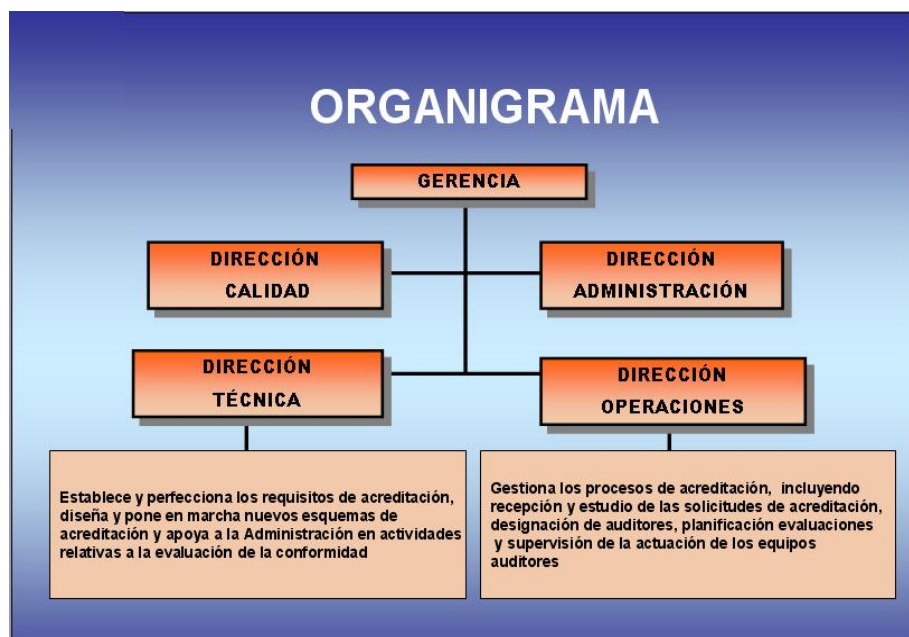 ORGANIGRAMA
GERENCIA
DIRECCIÓN
CALIDAD
DIRECCIÓN
ADMINISTRACIÓN
DIRECCIÓN
TÉCNICA
DIRECCIÓN
OPERACIONES
Establece y perfecciona los requisitos de acreditación,
diseña y pone en marcha nuevos esquemas de
acreditación y apoya a la Administración en actividades
relativas a la evaluación de la conformidad
Gestiona los procesos de acreditación, incluyendo
recepción y estudio de las solicitudes de acreditación,
designación de auditores, planificación evaluaciones
y supervisión de la actuación de los equipos
auditores